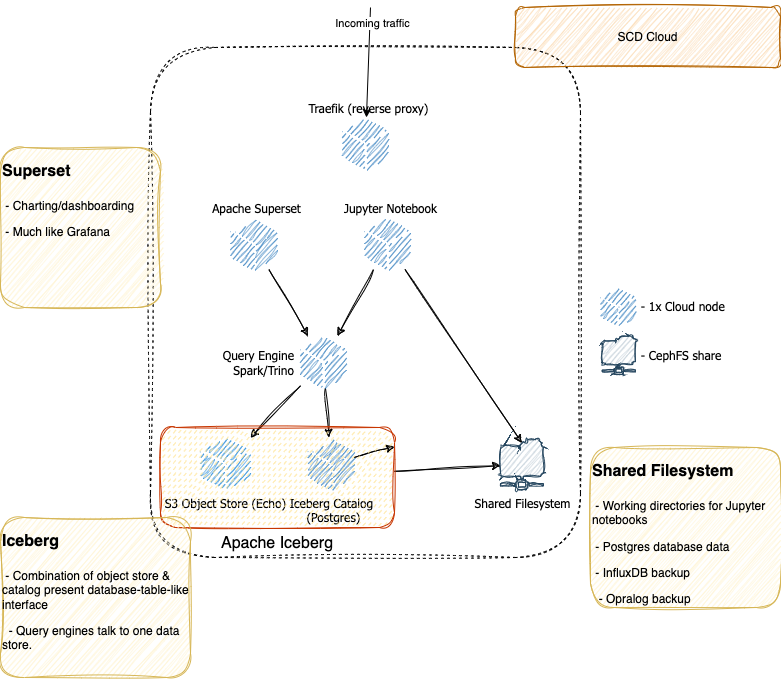 Incoming traffic
SCD Cloud
Traefik (reverse proxy)
Superset
- Charting/dashboarding
- Much like Grafana
Apache Superset
Jupyter Notebook
- 1x Cloud node
- CephFS share
Query Engine
Spark/Trino
S3 Object Store (Echo)
Iceberg Catalog
(Postgres)
Shared Filesystem
Apache Iceberg
Shared Filesystem
- Working directories for Jupyter
notebooks
- Postgres database data
- InfluxDB backup
- Opralog backup
Iceberg
- Combination of object store &
catalog present database-table-like
interface
- Query engines talk to one data
store.